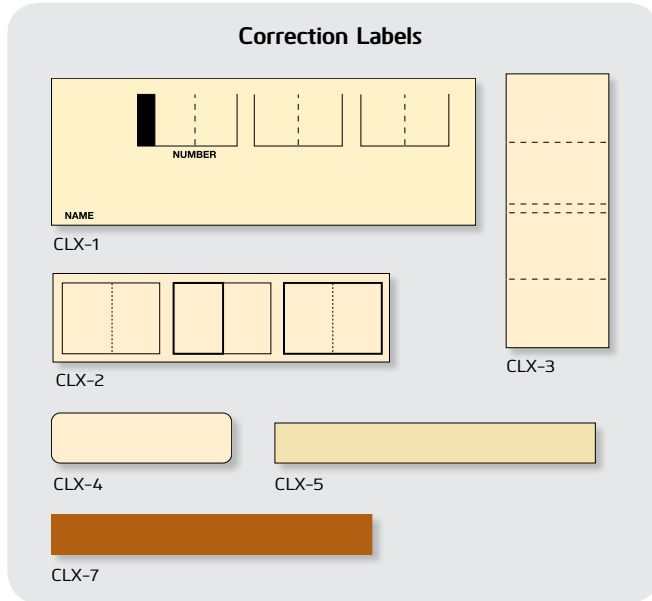 Correction Labels
NUMBER
NAME
CLX-1
CLX-2
CLX-3
CLX-4
CLX-5
CLX-7